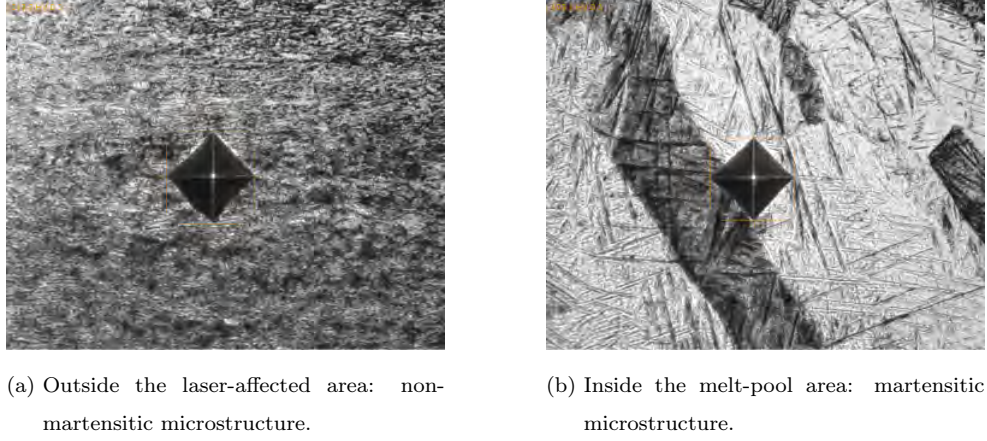 (a) Outside the laser-affected area: non-
martensitic microstructure.
(b) Inside the melt-pool area: martensitic
microstructure.